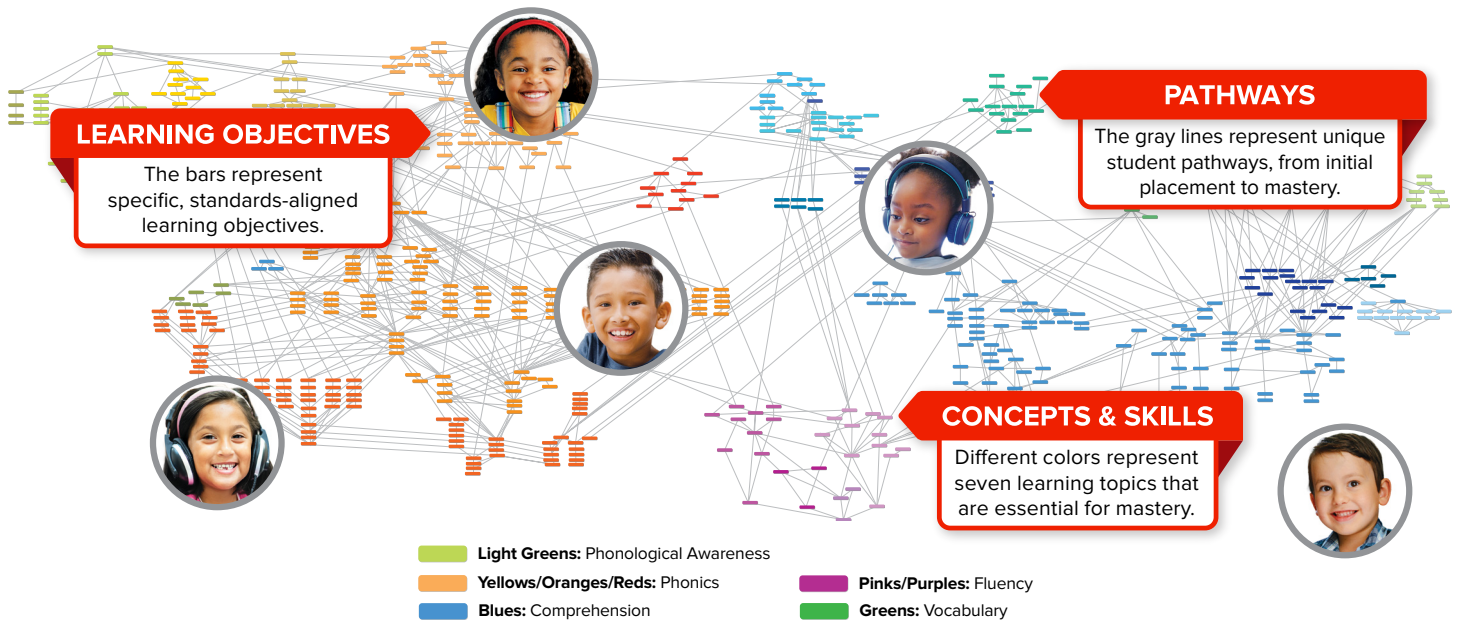 LEARNING OBJECTIVES
The bars represent
specific, standards-aligned
learning objectives.
PATHWAYS
The gray lines represent unique
student pathways, from initial
placement to mastery.
CONCEPTS & SKILLS
Different colors represent
seven learning topics that
are essential for mastery.
Light Greens: Phonological Awareness
Yellows/Oranges/Reds: Phonics
Blues: Comprehension
Pinks/Purples: Fluency
Greens: Vocabulary